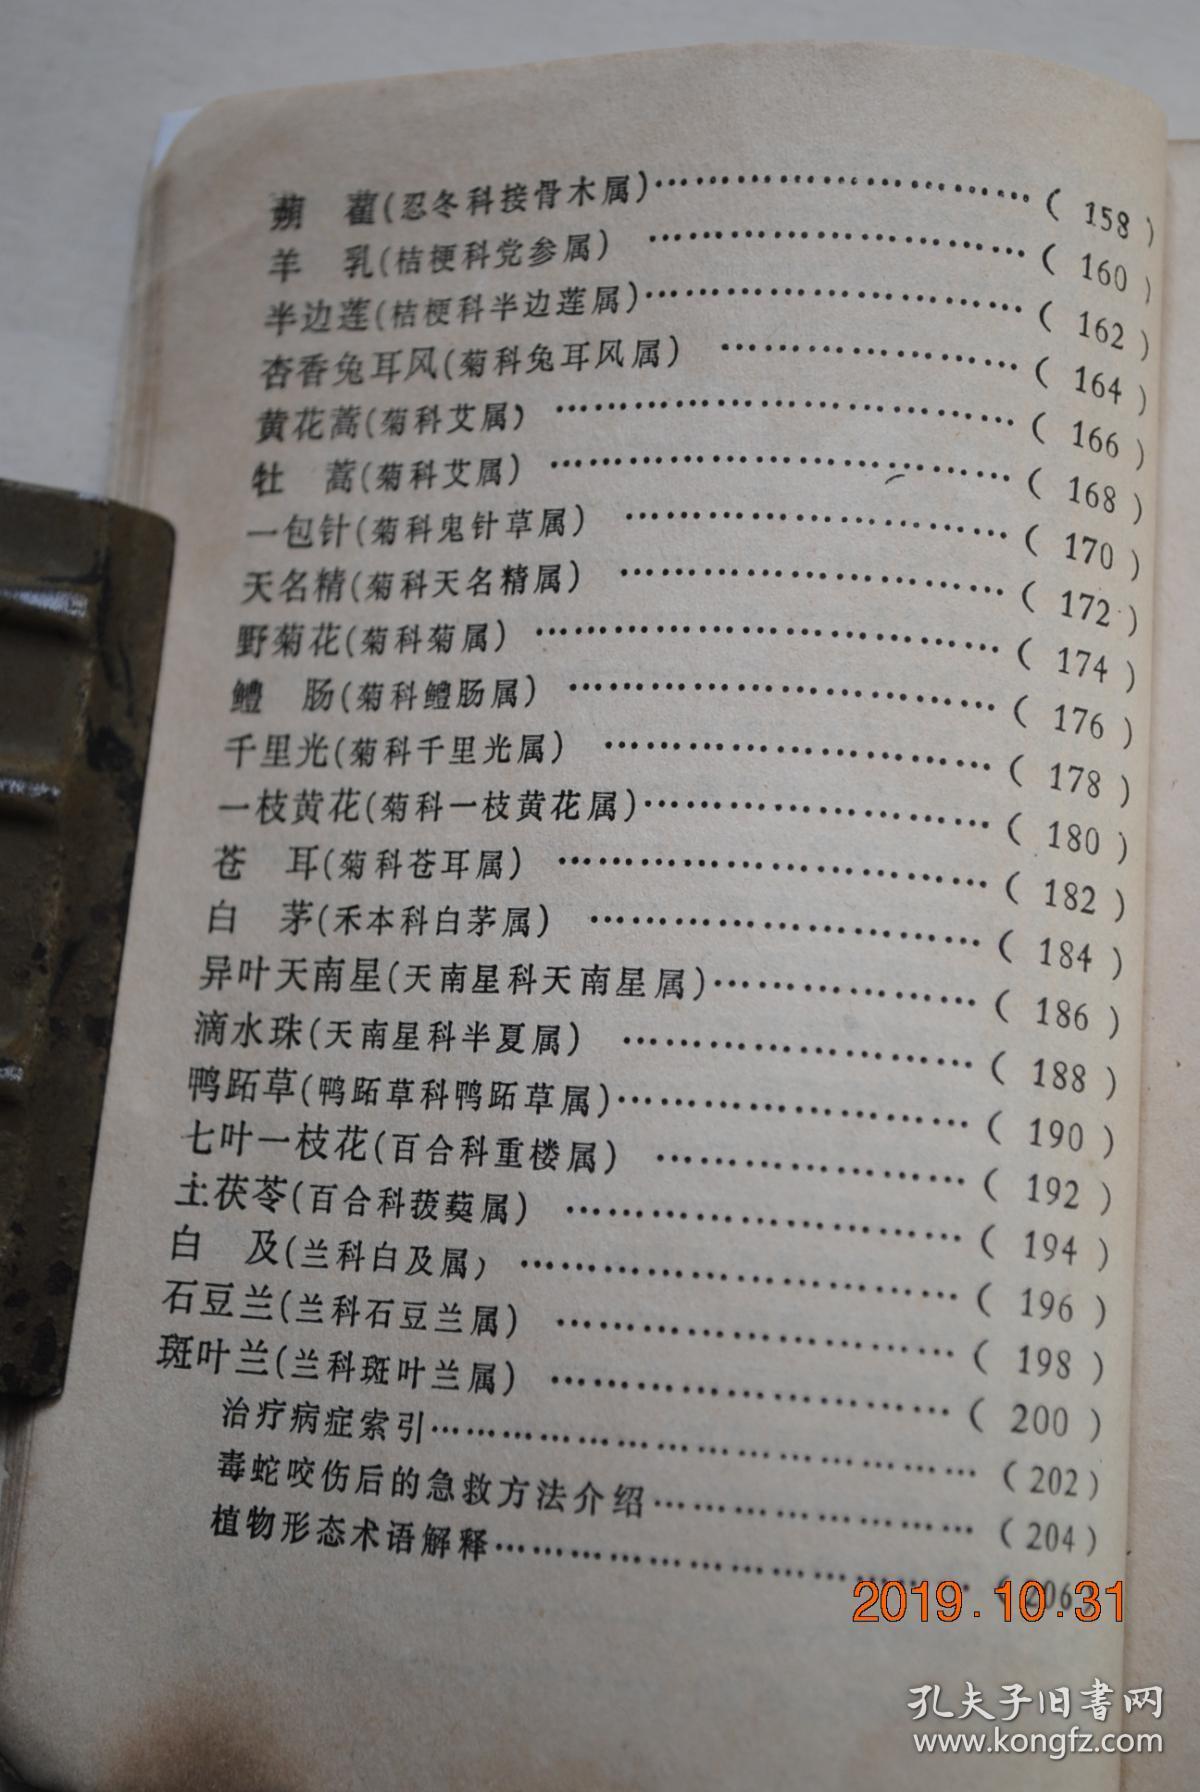 蒴　藋(忍冬科接骨木属)…………………………( 158 )
羊　乳(桔梗科党参属)…………………………( 160 )
半边莲(桔梗科半边莲属)…………………………( 162 )
杏香兔耳风(菊科兔耳风属)……………………( 164 )
黄花蒿(菊科艾属)………………………………( 166 )
牡　蒿(菊科艾属)………………………………( 168 )
一包针(菊科鬼针草属)……………………………( 170 )
天名精(菊科天名精属)……………………………( 172 )
野菊花(菊科菊属)………………………………( 174 )
鳢　肠(菊科鳢肠属)……………………………( 176 )
千里光(菊科千里光属)……………………………( 178 )
一枝黄花(菊科一枝黄花属)………………………( 180 )
苍　耳(菊科苍耳属)……………………………( 182 )
白　茅(禾本科白茅属)……………………………( 184 )
异叶天南星(天南星科天南星属)…………………( 186 )
滴水珠(天南星科半夏属)…………………………( 188 )
鸭跖草(鸭跖草科鸭跖草属)………………………( 190 )
七叶一枝花(百合科重楼属)………………………( 192 )
土茯苓(百合科菝葜属)……………………………( 194 )
白　及(兰科白及属)……………………………( 196 )
石豆兰(兰科石豆兰属)……………………………( 198 )
斑叶兰(兰科斑叶兰属)……………………………( 200 )
治疗病症索引………………………………………(202)
毒蛇咬伤后的急救方法介绍………………………(204)
植物形态术语解释…………………………………(206)
2019.10.31
孔夫子旧书网
www.kongfz.com